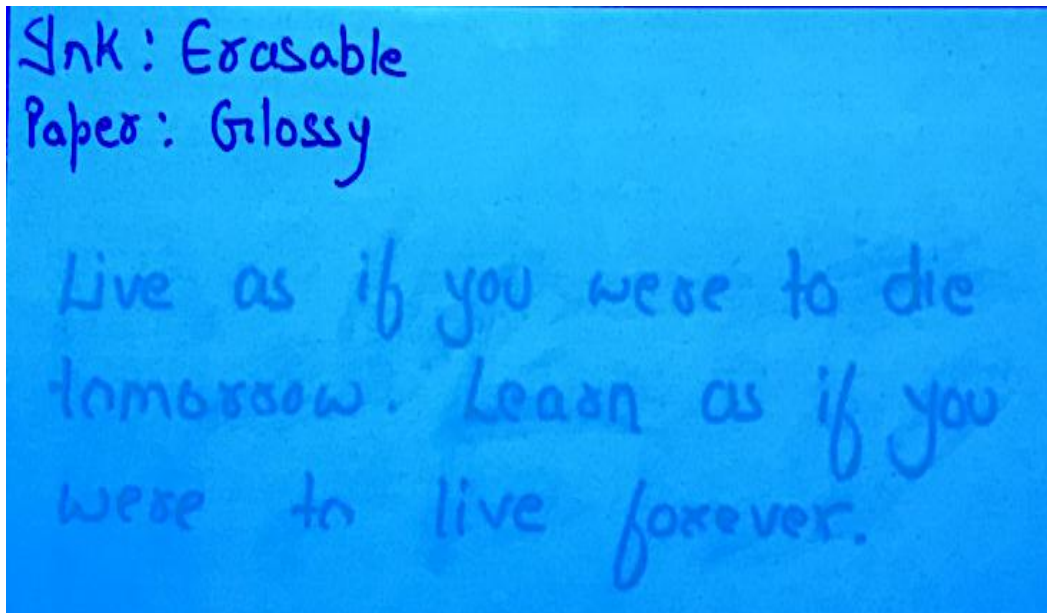 Ink: Erasable
Paper: Glossy
Live as if you were to die
tomorrow. Learn as if you
were to live forever.